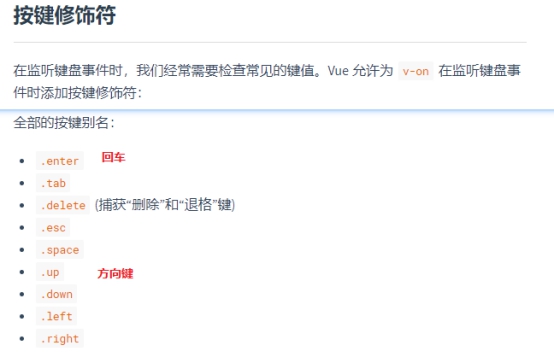 按键修饰符
在监听键盘事件时，我们经常需要检查常见的键值。Vue 允许为 v-on 在监听键盘事
件时添加按键修饰符：
全部的按键别名：
.enter 回车
.tab
.delete (捕获“删除”和“退格”键)
.esc
.space
.up 方向键
.down
.left
.right